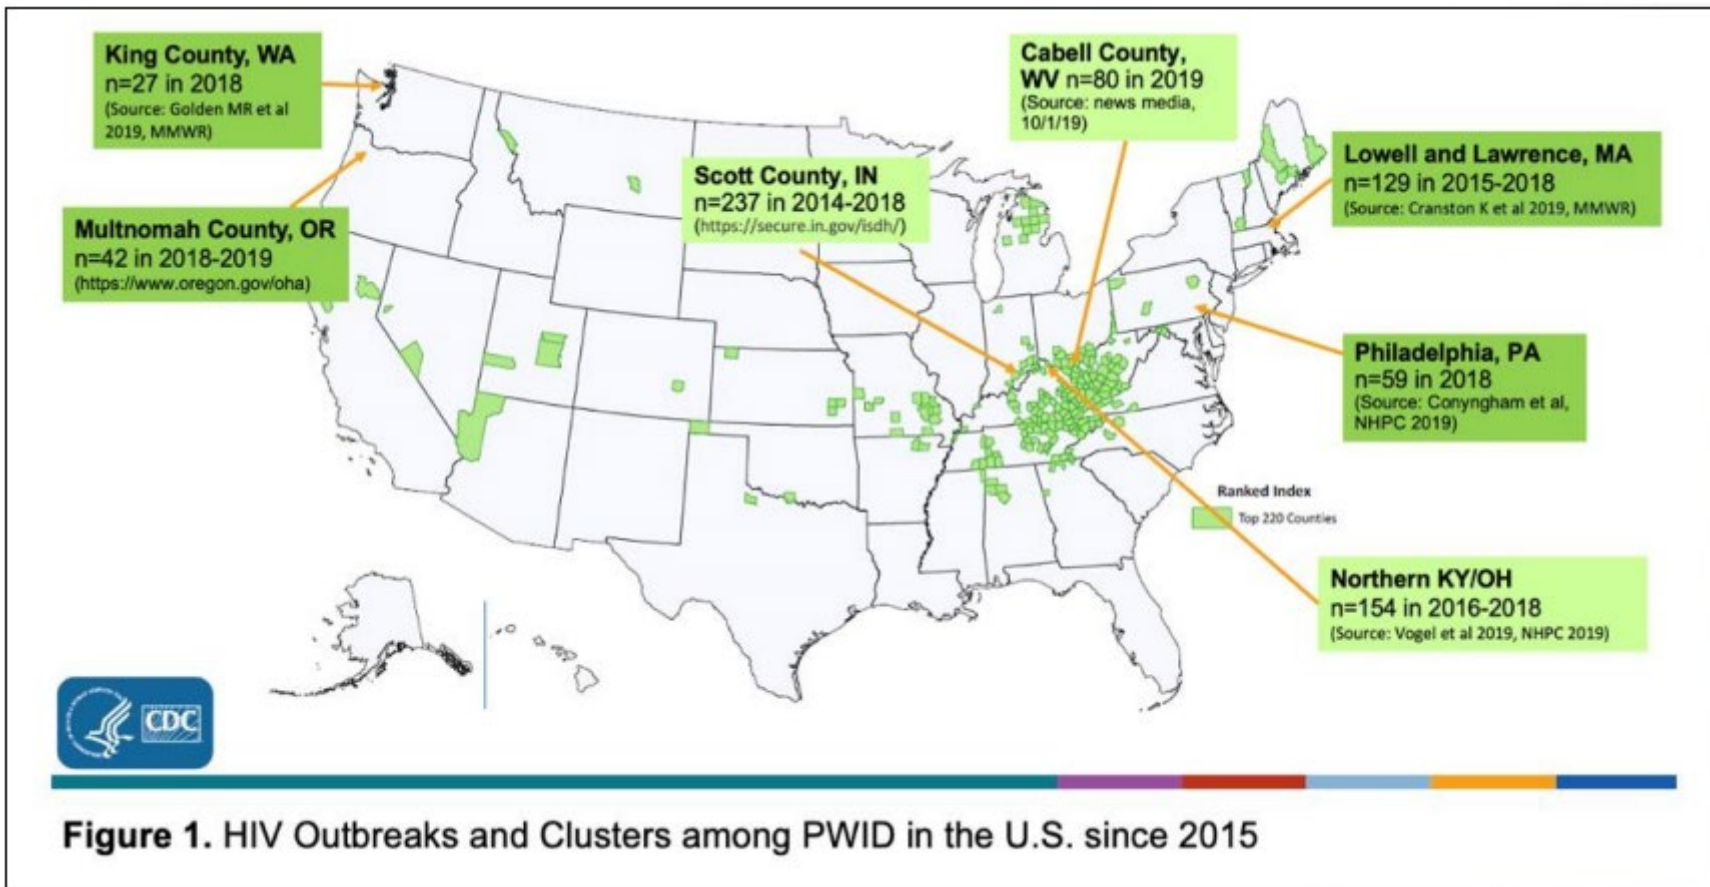 King County, WA
n=27 in 2018
(Source: Golden MR et al
2019, MMWR)
Multnomah County, OR
n=42 in 2018-2019
(https://www.oregon.gov/oha)
Scott County, IN
n=237 in 2014-2018
(https://secure.in.gov/isdh/)
Cabell County,
WV n=80 in 2019
(Source: news media,
10/1/19)
Lowell and Lawrence, MA
n=129 in 2015-2018
(Source: Cranston K et al 2019, MMWR)
Philadelphia, PA
n=59 in 2018
(Source: Conyngham et al,
NHPC 2019)
Ranked Index
Top 220 Counties
Northern KY/OH
n=154 in 2016-2018
(Source: Vogel et al 2019, NHPC 2019)
CDC
Figure 1. HIV Outbreaks and Clusters among PWID in the U.S. since 2015